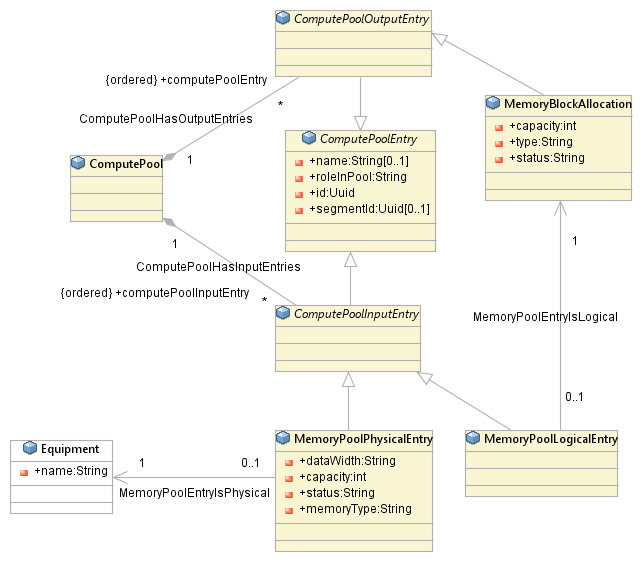 ComputePoolOutputEntry
{ordered} +computePoolEntry
*
ComputePoolHasOutputEntries
1
ComputePool
MemoryBlockAllocation
+capacity:int
+type:String
+status:String
ComputePoolEntry
+name:String[0..1]
+roleInPool:String
+id:Uuid
+segmentId:Uuid[0..1]
1
ComputePoolHasInputEntries
{ordered} +computePoolInputEntry
*
1
ComputePoolInputEntry
MemoryPoolEntryIsLogical
0..1
Equipment
+name:String
1
0..1
MemoryPoolEntryIsPhysical
MemoryPoolPhysicalEntry
+dataWidth:String
+capacity:int
+status:String
+memoryType:String
MemoryPoolLogicalEntry